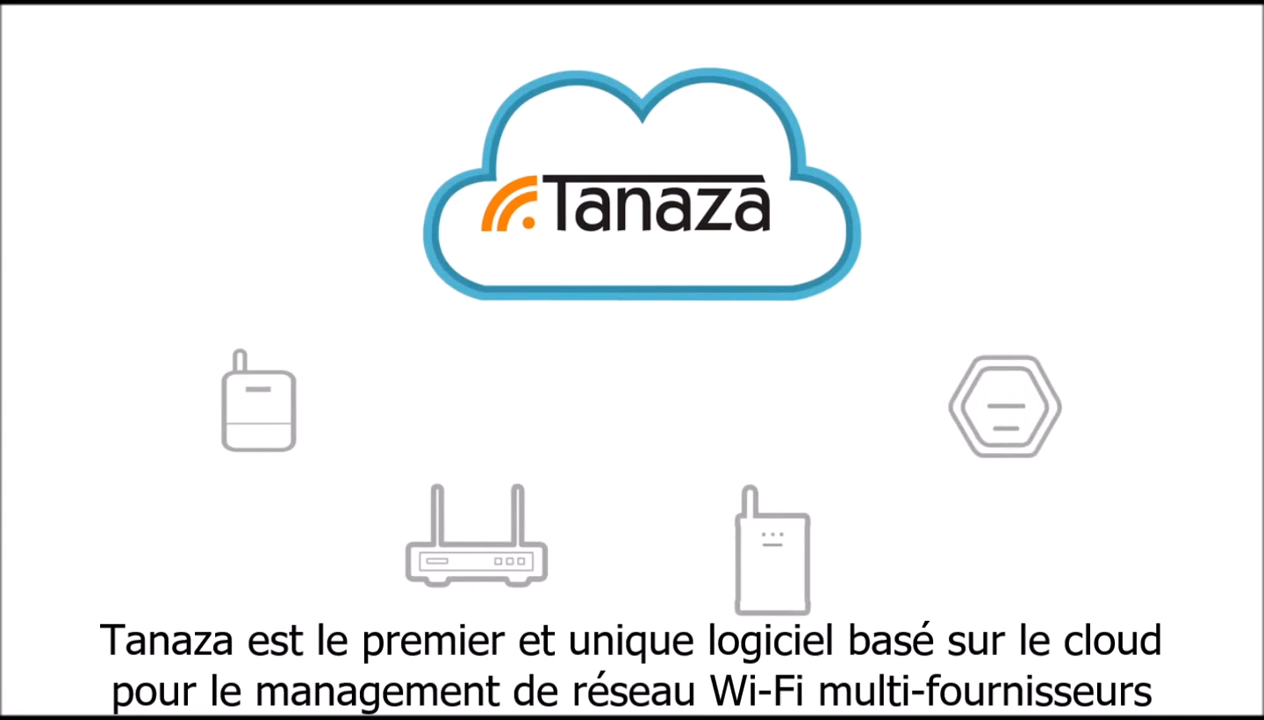 Tanaza
Tanaza est le premier et unique logiciel basé sur le cloud
pour le management de réseau Wi-Fi multi-fournisseurs